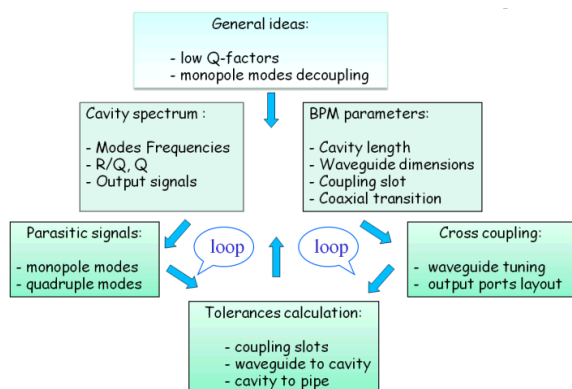 General ideas:
- low Q-factors
- monopole modes decoupling
Cavity spectrum :
- Modes Frequencies
- R/Q, Q
- Output signals
BPM parameters:
- Cavity length
- Waveguide dimensions
- Coupling slot
- Coaxial transition
Parasitic signals:
- monopole modes
- quadruple modes
loop
loop
Cross coupling:
- waveguide tuning
- output ports layout
Tolerances calculation:
- coupling slots
- waveguide to cavity
- cavity to pipe